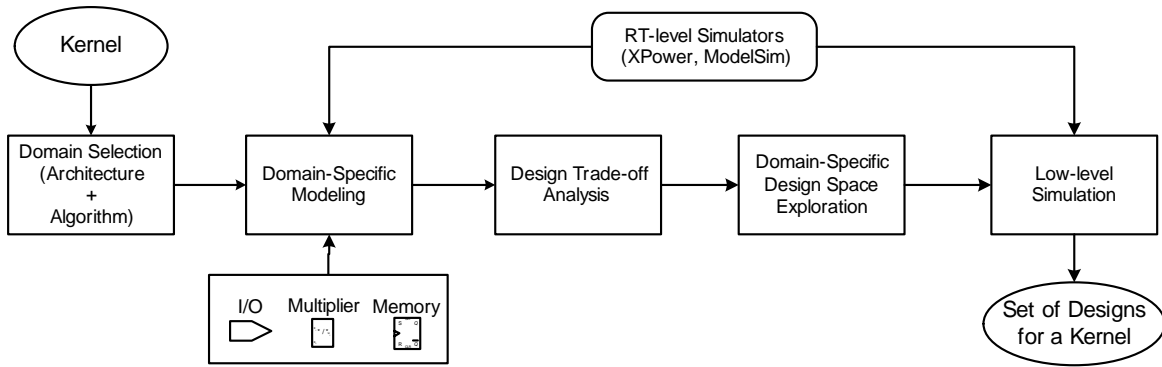 Kernel
RT-level Simulators
(XPower, ModelSim)
Domain Selection
(Architecture
+
Algorithm)
Domain-Specific
Modeling
Design Trade-off
Analysis
Domain-Specific
Design Space
Exploration
Low-level
Simulation
I/O
Multiplier
Memory
S Q
R Q
Set of Designs
for a Kernel